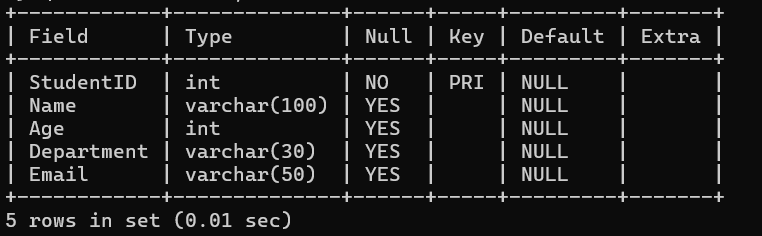 +------------+--------------+------+-----+---------+-------+
| Field      | Type         | Null | Key | Default | Extra |
+------------+--------------+------+-----+---------+-------+
| StudentID  | int          | NO   | PRI | NULL    |       |
| Name       | varchar(100) | YES  |     | NULL    |       |
| Age        | int          | YES  |     | NULL    |       |
| Department | varchar(30)  | YES  |     | NULL    |       |
| Email      | varchar(50)  | YES  |     | NULL    |       |
+------------+--------------+------+-----+---------+-------+
5 rows in set (0.01 sec)